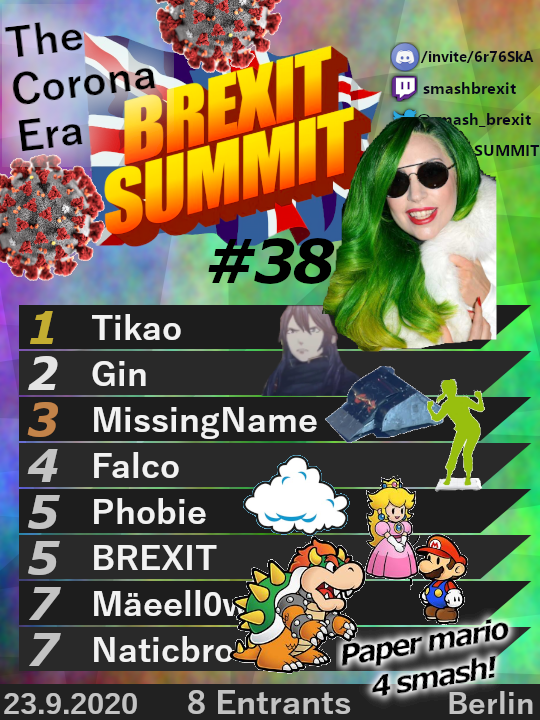 The
Corona
Era
BREXIT
SUMMIT
/invite/6r76SkA
smashbrexit
smash_brexit
SUMMIT
#38
1 Tikao
2 Gin
3 MissingName
4 Falco
5 Phobie
5 BREXIT
7 Mäeell0w
7 Naticbro
Paper mario
4 smash!
23.9.2020 8 Entrants Berlin